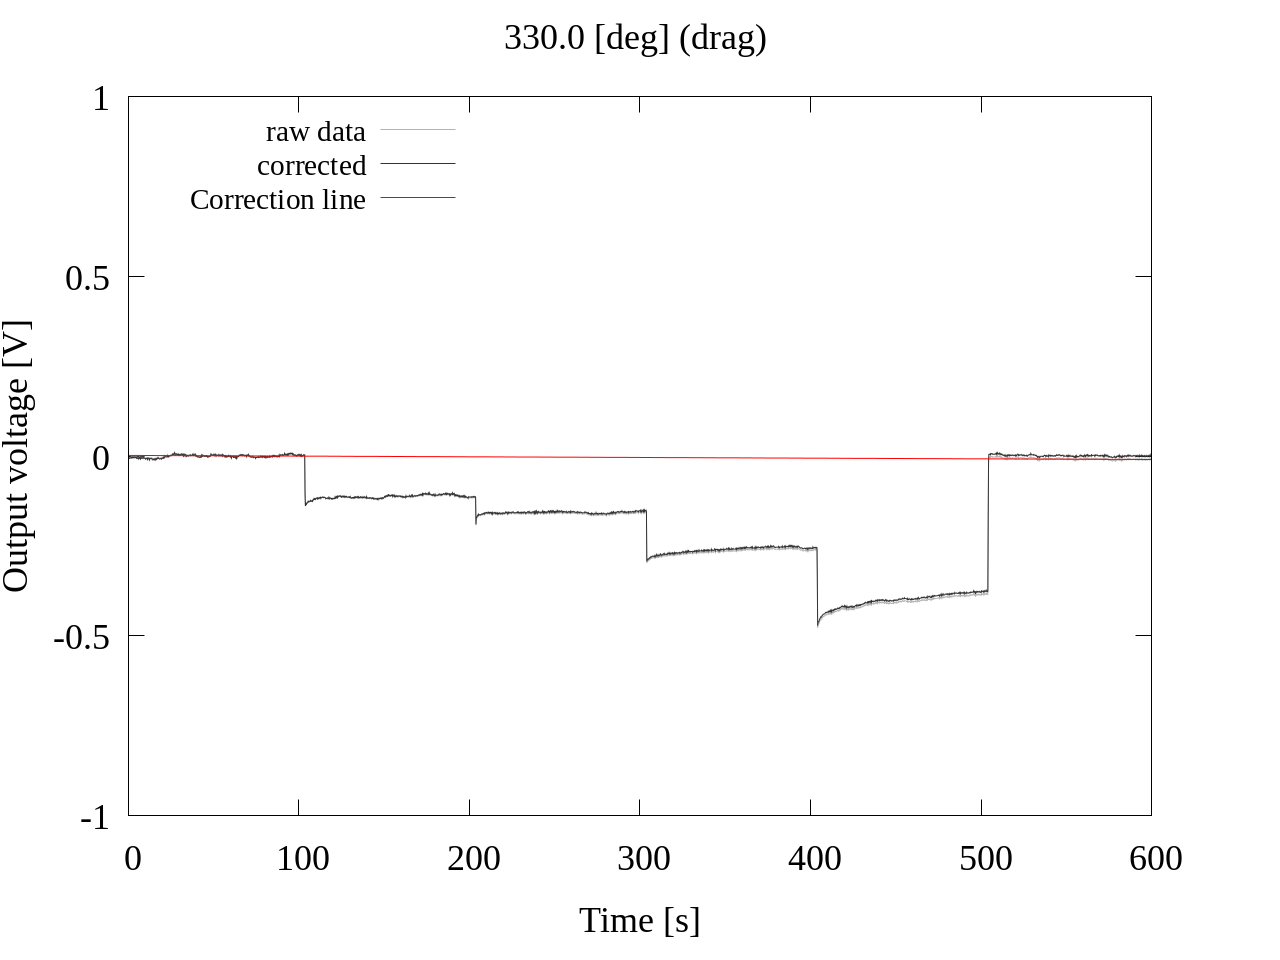 330.0 [deg] (drag)
1
raw data
corrected
Correction line
0.5
0
-0.5
-1
Output voltage [V]
0 100 200 300 400 500 600
Time [s]